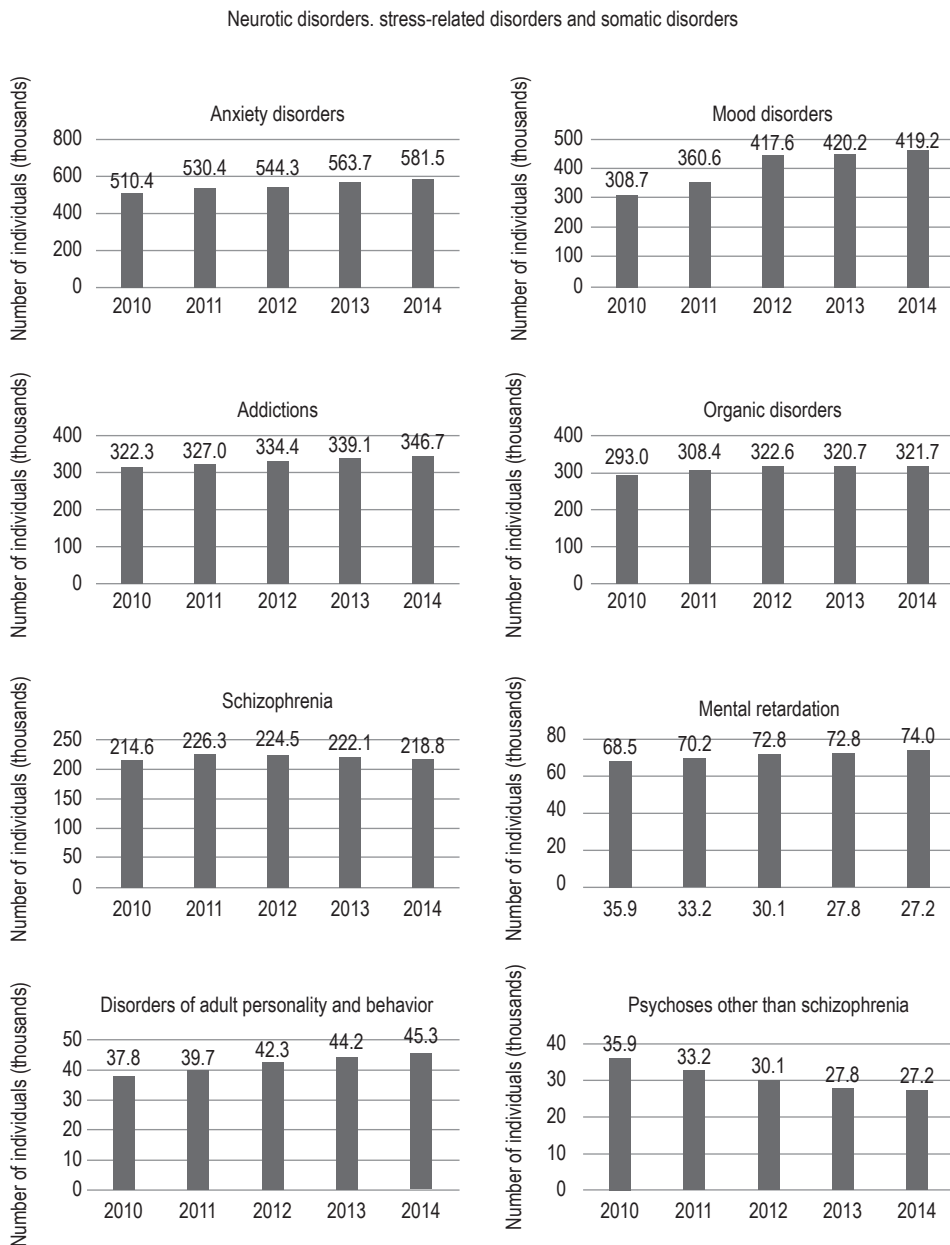 Neurotic disorders. stress-related disorders and somatic disorders
Anxiety disorders
Number of individuals (thousands)
800
600
400
200
0
510.4 530.4 544.3 563.7 581.5
2010 2011 2012 2013 2014
Mood disorders
Number of individuals (thousands)
500
400
300
200
100
0
308.7 360.6 417.6 420.2 419.2
2010 2011 2012 2013 2014
Addictions
Number of individuals (thousands)
400
300
200
100
0
322.3 327.0 334.4 339.1 346.7
2010 2011 2012 2013 2014
Organic disorders
Number of individuals (thousands)
400
300
200
100
0
293.0 308.4 322.6 320.7 321.7
2010 2011 2012 2013 2014
Schizophrenia
Number of individuals (thousands)
250
200
150
100
50
0
214.6 226.3 224.5 222.1 218.8
2010 2011 2012 2013 2014
Mental retardation
Number of individuals (thousands)
80
60
40
20
0
68.5 70.2 72.8 72.8 74.0
35.9 33.2 30.1 27.8 27.2
Disorders of adult personality and behavior
Number of individuals (thousands)
50
40
30
20
10
0
37.8 39.7 42.3 44.2 45.3
2010 2011 2012 2013 2014
Psychoses other than schizophrenia
Number of individuals (thousands)
40
30
20
10
0
35.9 33.2 30.1 27.8 27.2
2010 2011 2012 2013 2014